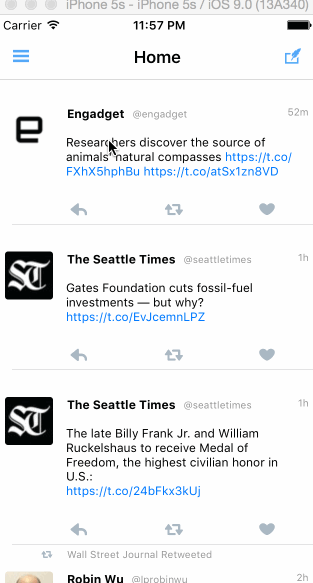 iPhone 5s - iPhone 5s / iOS 9.0 (13A340)
Carrier 11:57 PM
Home
Engadget @engadget 52m
Researchers discover the source of
animals' natural compasses https://t.co/
FXhX5hphBu https://t.co/atSx1zn8VD
The Seattle Times @seattletimes 1h
Gates Foundation cuts fossil-fuel
investments — but why?
https://t.co/EvJcemnLPZ
The Seattle Times @seattletimes 1h
The late Billy Frank Jr. and William
Ruckelshaus to receive Medal of
Freedom, the highest civilian honor in
U.S.:
https://t.co/24bFkx3kUj
Wall Street Journal Retweeted
Robin Wu @lprobinwu 2h